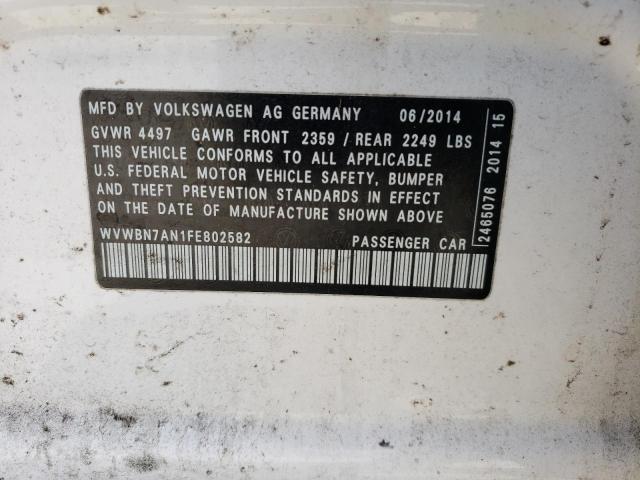 MFD BY VOLKSWAGEN AG GERMANY 06/2014
GVWR 4497 GAWR FRONT 2359 / REAR 2249 LBS
THIS VEHICLE CONFORMS TO ALL APPLICABLE
U.S. FEDERAL MOTOR VEHICLE SAFETY, BUMPER
AND THEFT PREVENTION STANDARDS IN EFFECT
ON THE DATE OF MANUFACTURE SHOWN ABOVE
WVWBN7AN1FE802582 PASSENGER CAR
2465076 2014 15